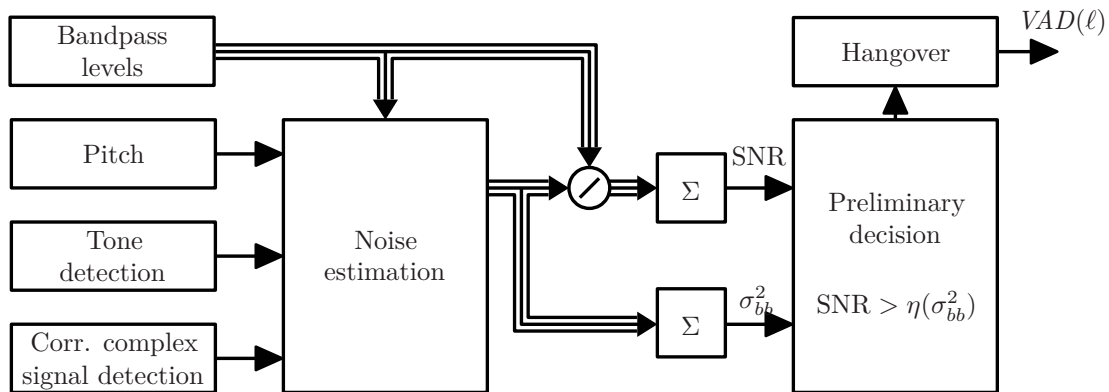 Bandpass
levels
VAD(ℓ)
Hangover
Pitch
SNR
Σ
Tone
detection
Noise
estimation
Preliminary
decision
SNR > η(σ²_bb)
σ²_bb
Σ
Corr. complex
signal detection